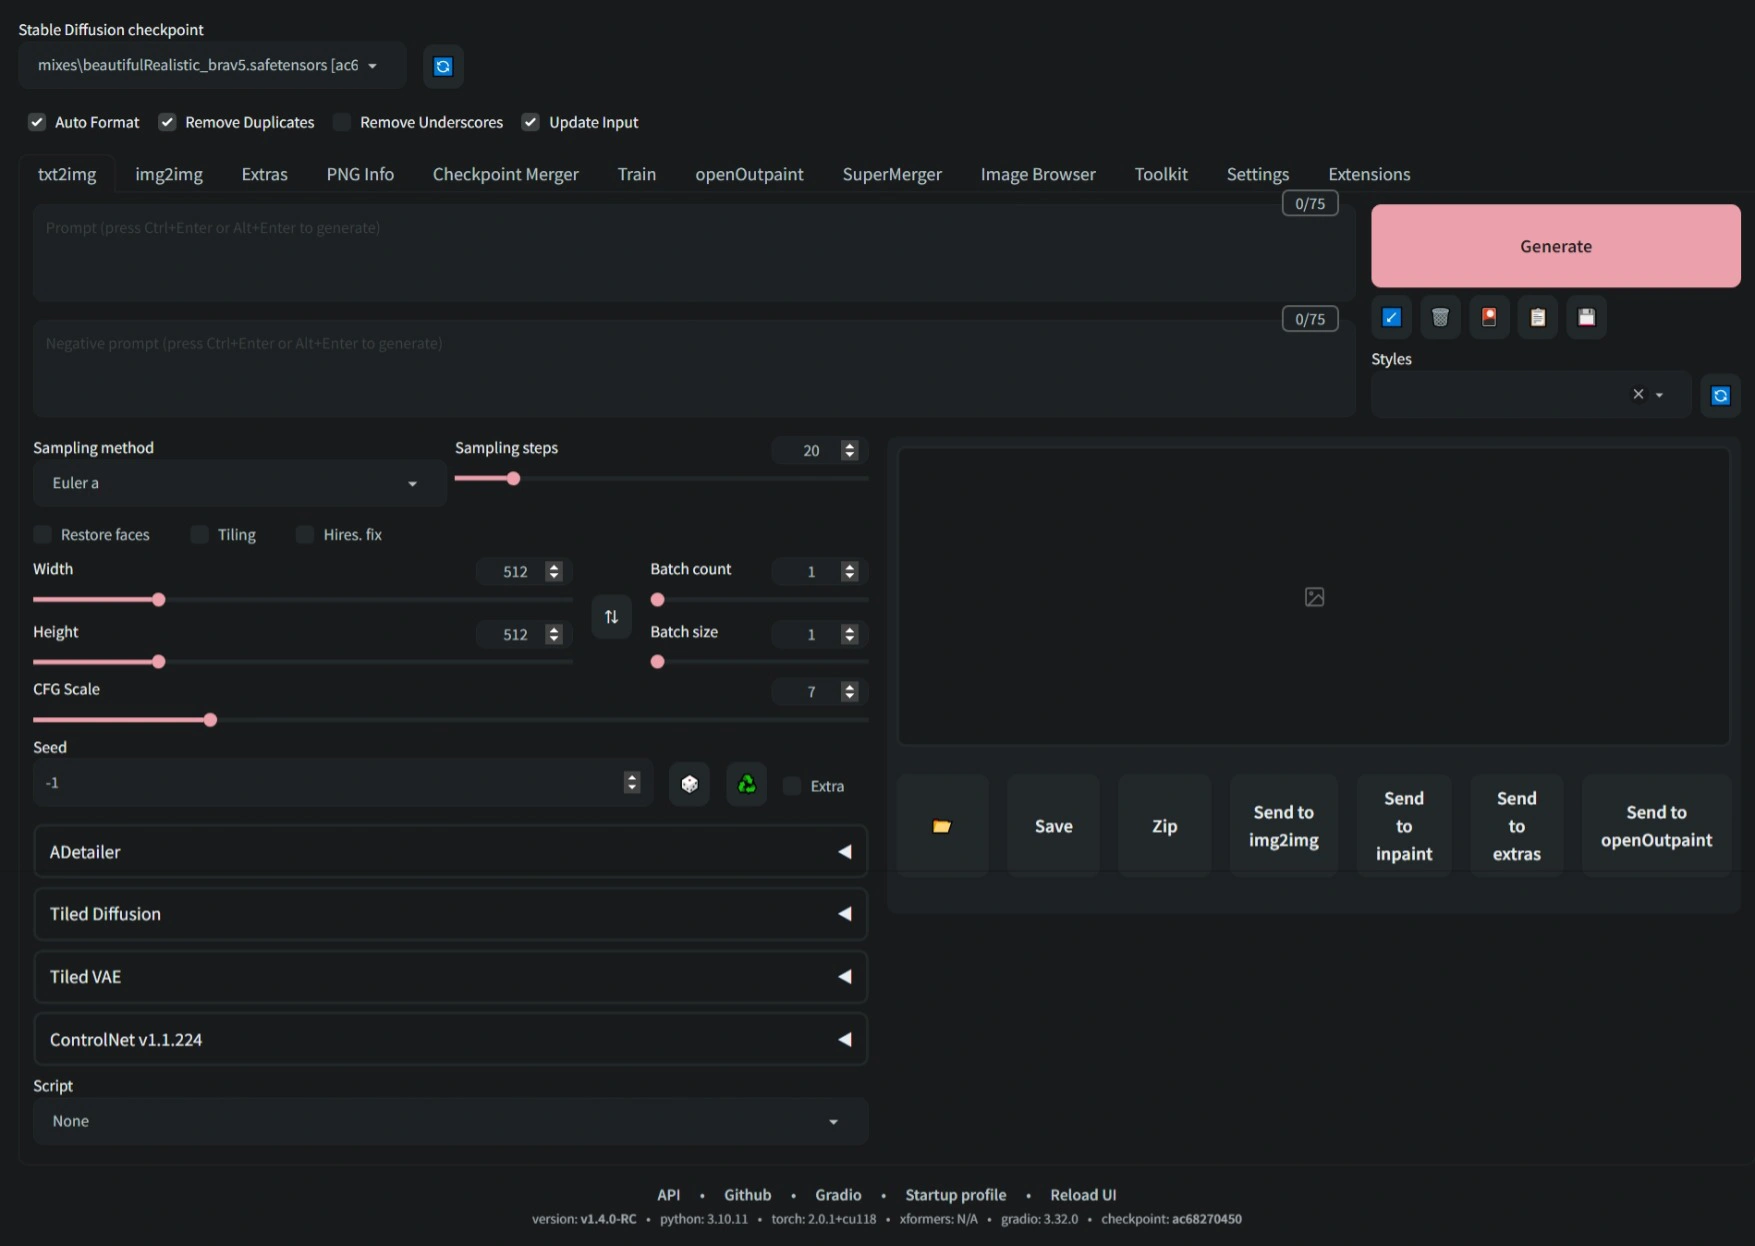 Stable Diffusion checkpoint
mixes\beautifulRealistic_brav5.safetensors [ac6
Auto Format Remove Duplicates Remove Underscores Update Input
txt2img img2img Extras PNG Info Checkpoint Merger Train openOutpaint SuperMerger Image Browser Toolkit Settings Extensions
0/75
Prompt (press Ctrl+Enter or Alt+Enter to generate)
Generate
0/75
Negative prompt (press Ctrl+Enter or Alt+Enter to generate)
Styles
Sampling method
Euler a
Sampling steps
20
Restore faces Tiling Hires. fix
Width
512
Batch count
1
Height
512
Batch size
1
CFG Scale
7
Seed
-1
Extra
Save
Zip
Send to
img2img
Send
to
inpaint
Send
to
extras
Send to
openOutpaint
ADetailer
Tiled Diffusion
Tiled VAE
ControlNet v1.1.224
Script
None
API • Github • Gradio • Startup profile • Reload UI
version: v1.4.0-RC • python: 3.10.11 • torch: 2.0.1+cu118 • xformers: N/A • gradio: 3.32.0 • checkpoint: ac68270450